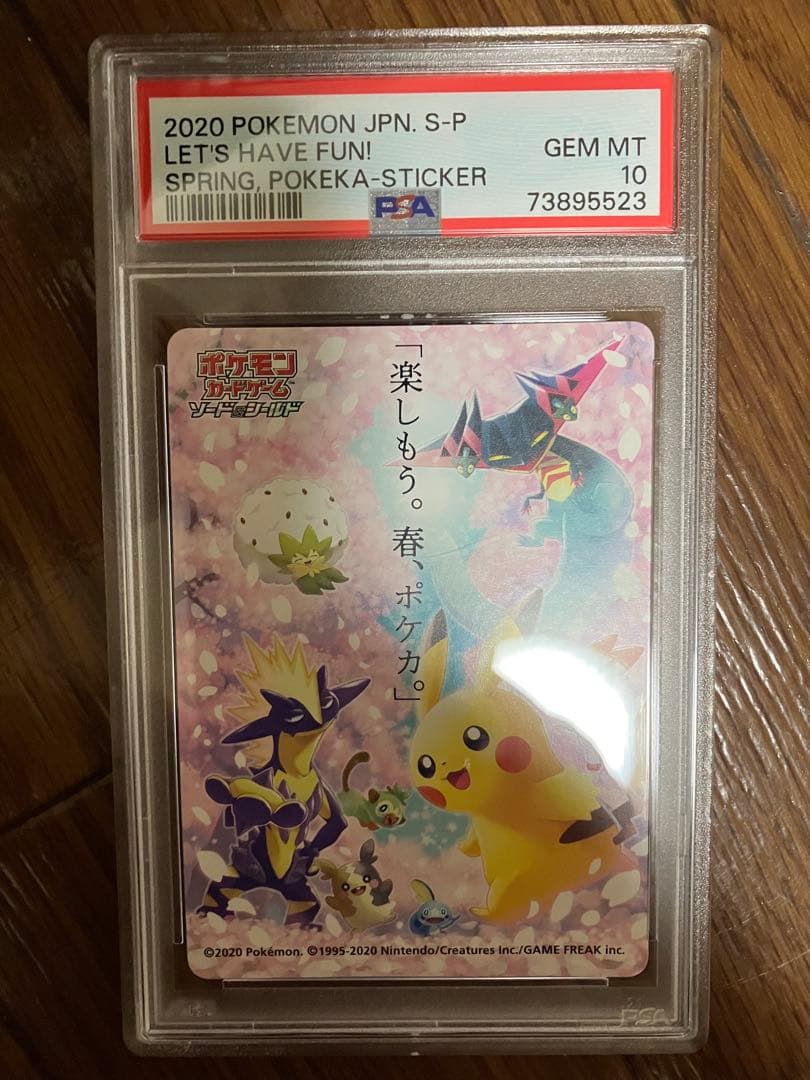 2020 POKEMON JPN. S-P
LET'S HAVE FUN!
GEM MT
SPRING, POKEKA-STICKER
10
PSA
73895523
ポケモン
カードゲーム
ソード&シールド
「楽しもう。春、ポケカ。」
©2020 Pokémon. ©1995-2020 Nintendo/Creatures Inc./GAME FREAK inc.
PSA